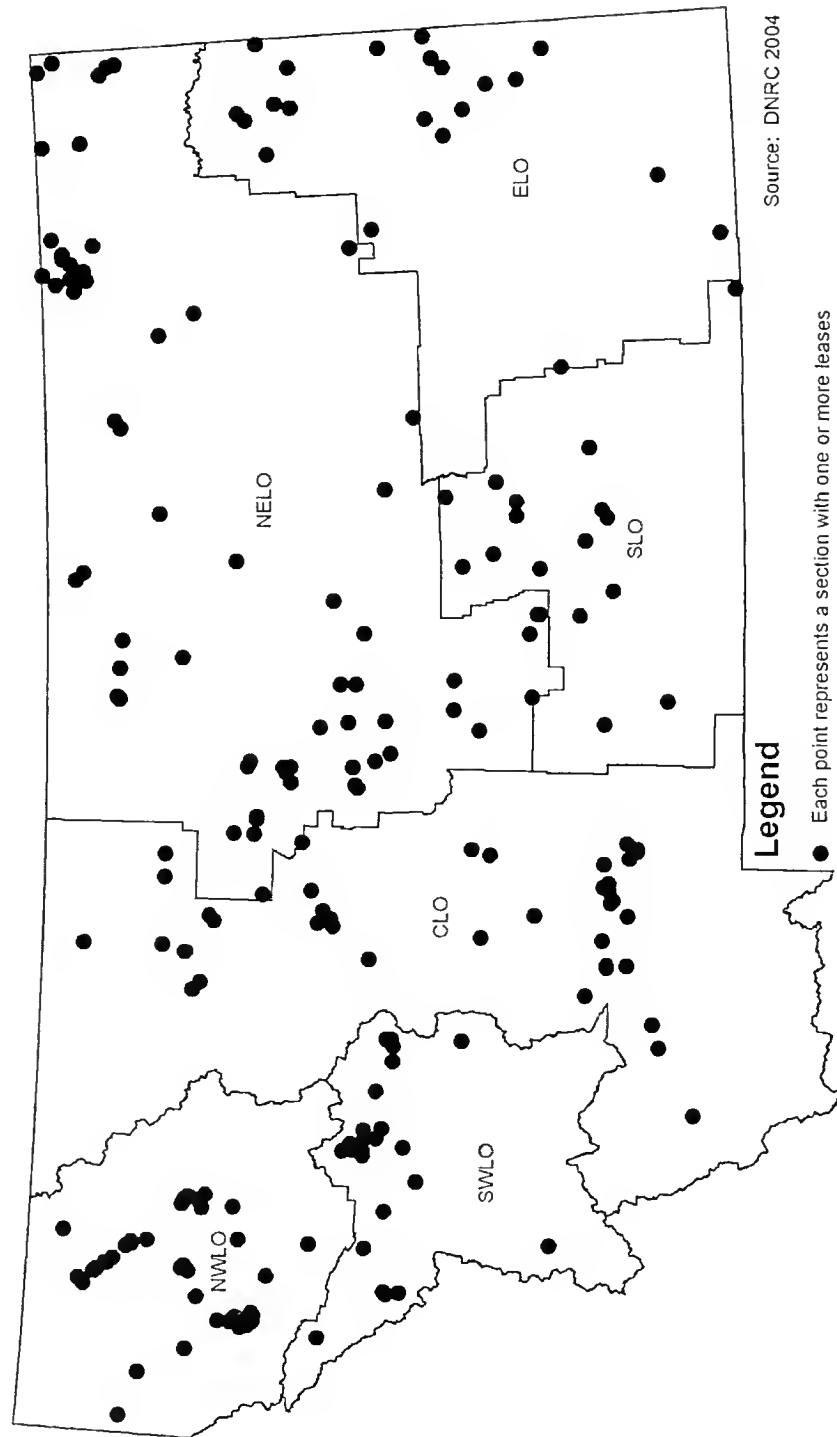 NWLO
SWLO
CLO
NELO
SLO
ELO
Legend
Each point represents a section with one or more leases
Source: DNRC 2004